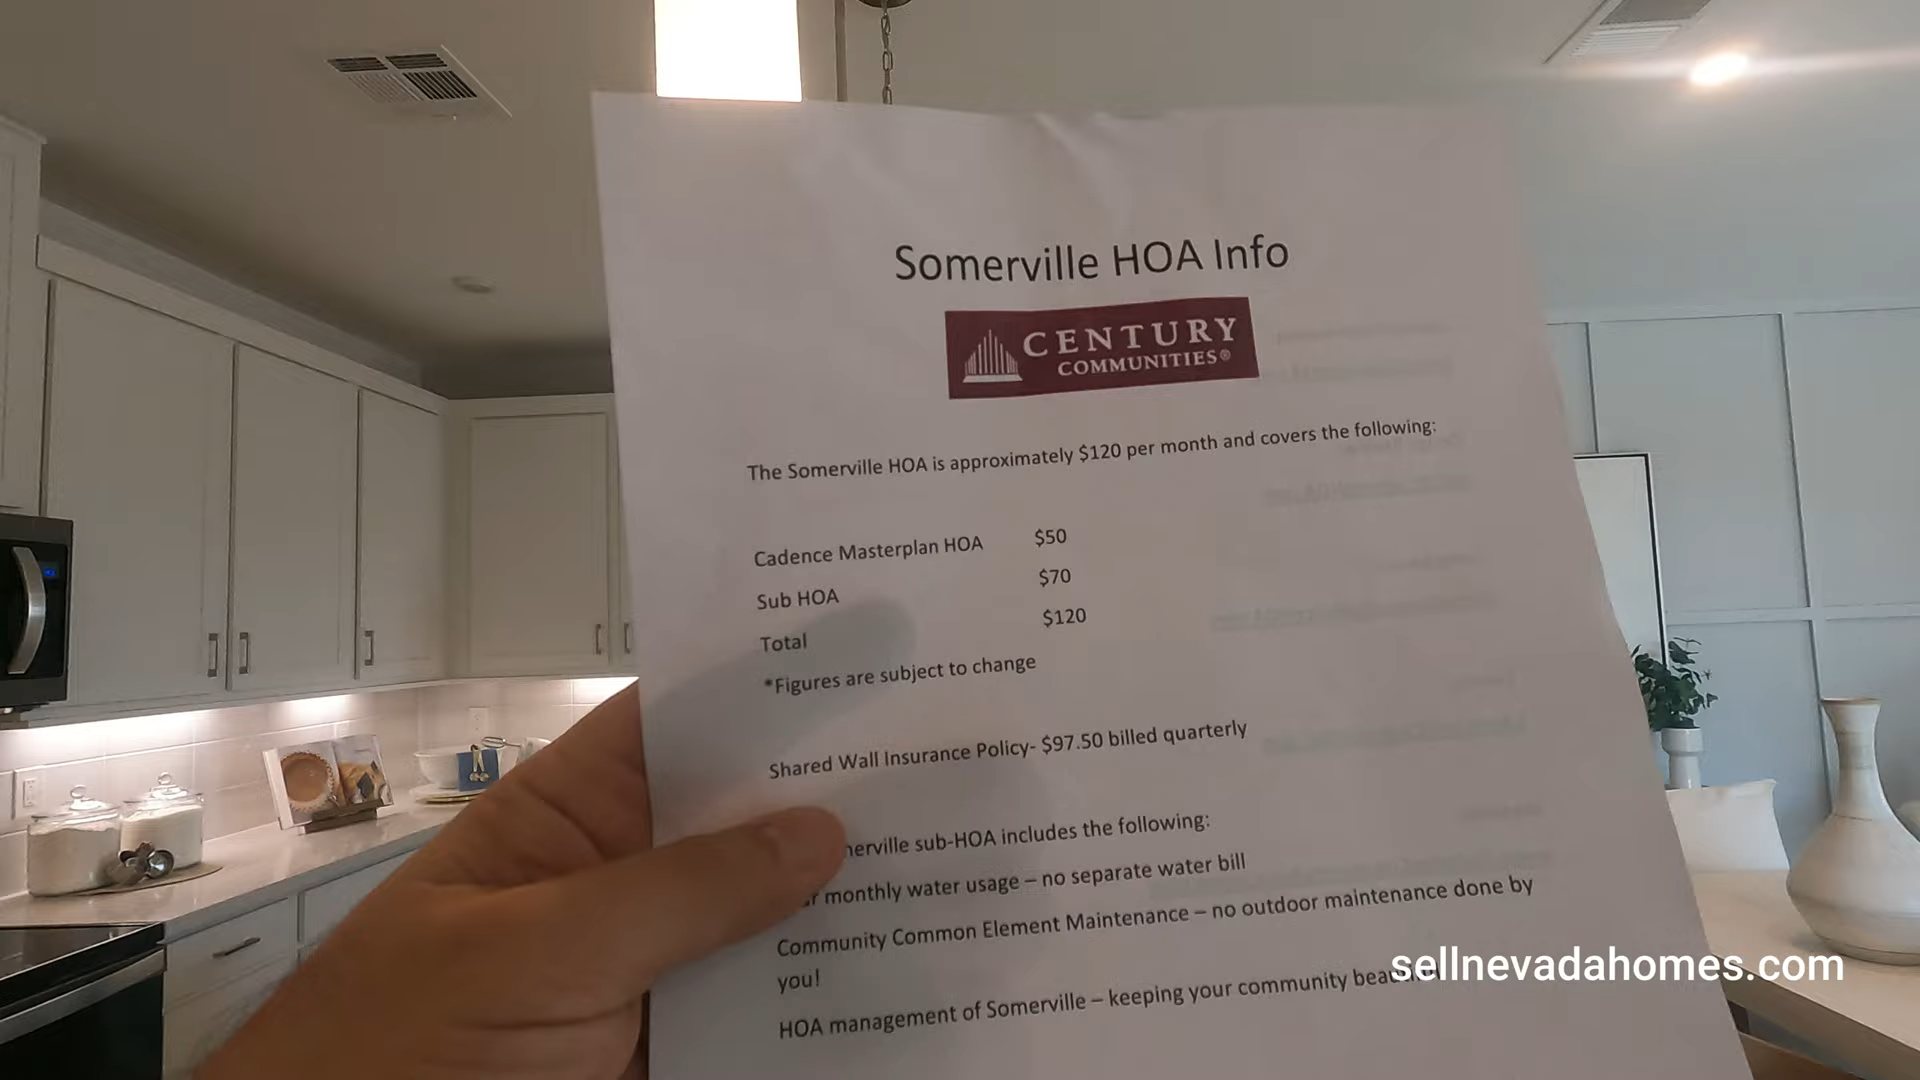 Somerville HOA Info
CENTURY
COMMUNITIES®
The Somerville HOA is approximately $120 per month and covers the following:
Cadence Masterplan HOA $50
Sub HOA $70
Total $120
*Figures are subject to change
Shared Wall Insurance Policy- $97.50 billed quarterly
sub-HOA includes the following:
monthly water usage – no separate water bill
Community Common Element Maintenance – no outdoor maintenance done by
you!
HOA management of Somerville – keeping your community
sellnevadahomes.com